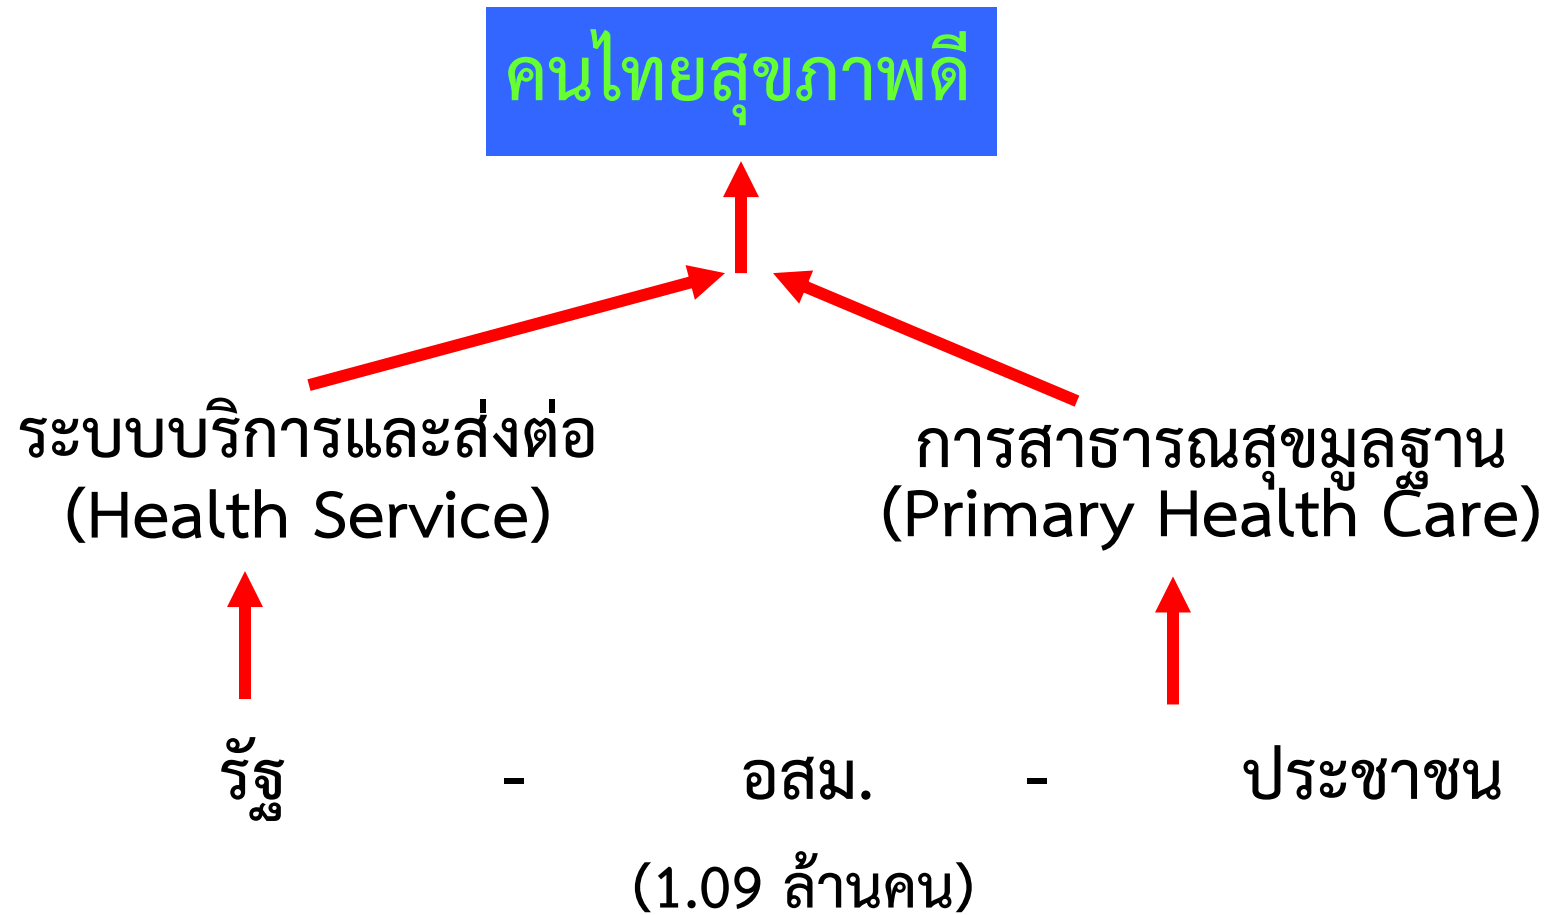 คนไทยสุขภาพดี
ระบบบริการและส่งต่อ
(Health Service)
การสาธารณสุขมูลฐาน
(Primary Health Care)
รัฐ - อสม. - ประชาชน
(1.09 ล้านคน)